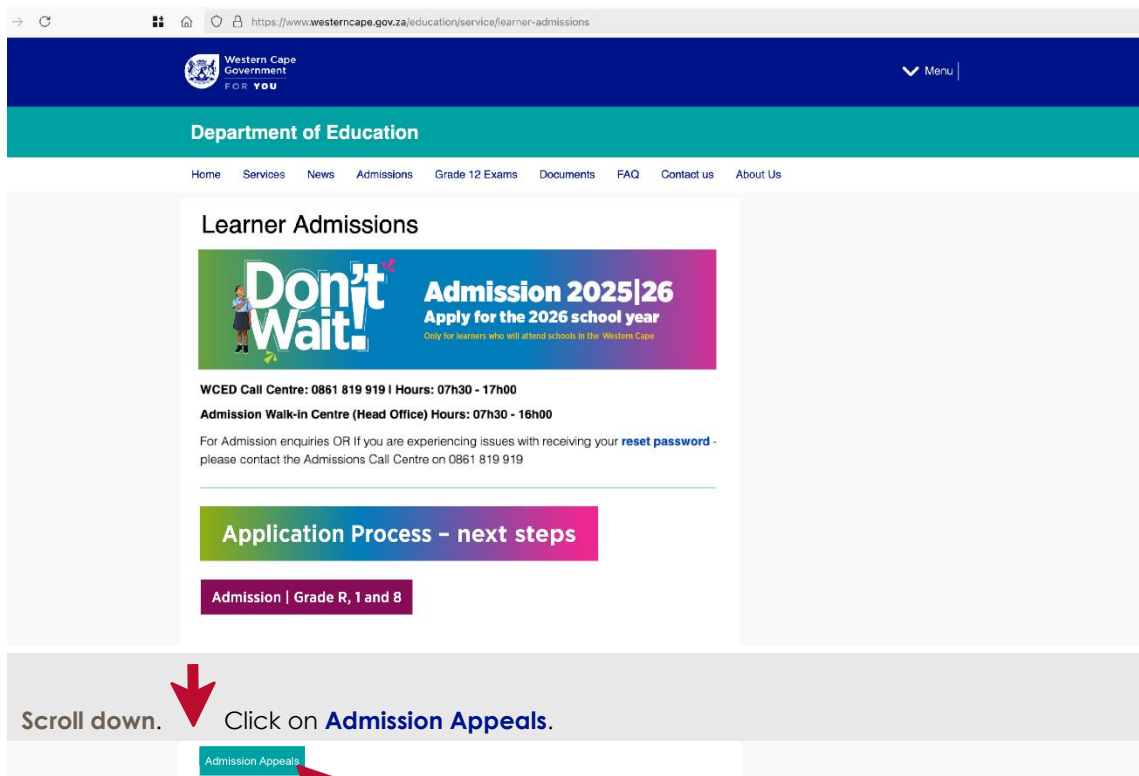 https://www.westerncape.gov.za/education/service/learner-admissions
Western Cape
Government
FOR YOU
Menu
Department of Education
Home Services News Admissions Grade 12 Exams Documents FAQ Contact us About Us
Learner Admissions
Don't
Wait!
Admission 2025|26
Apply for the 2026 school year
Only for learners who will attend schools in the Western Cape
WCED Call Centre: 0861 819 919 I Hours: 07h30 - 17h00
Admission Walk-in Centre (Head Office) Hours: 07h30 - 16h00
For Admission enquiries OR If you are experiencing issues with receiving your reset password -
please contact the Admissions Call Centre on 0861 819 919
Application Process – next steps
Admission | Grade R, 1 and 8
Scroll down. Click on Admission Appeals.
Admission Appeals